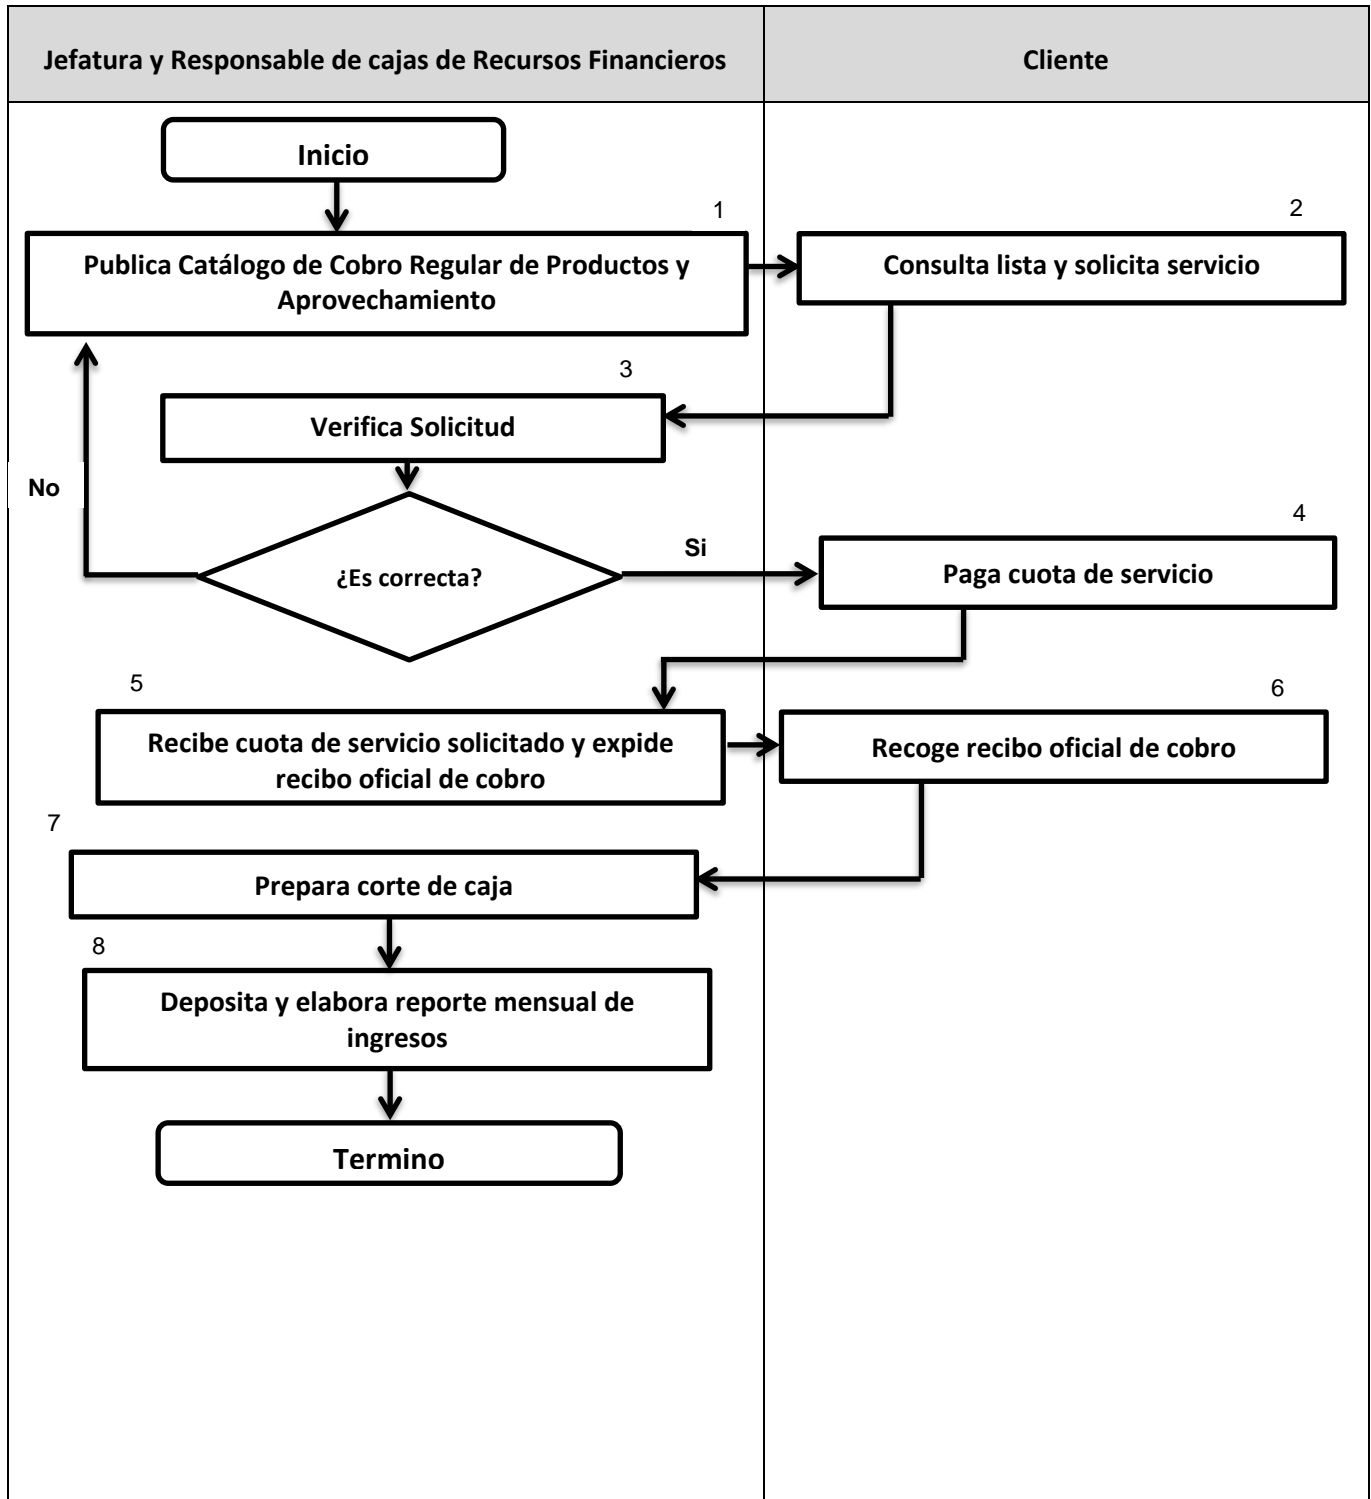 Jefatura y Responsable de cajas de Recursos Financieros
Cliente
Inicio
1
Publica Catálogo de Cobro Regular de Productos y
Aprovechamiento
2
Consulta lista y solicita servicio
3
Verifica Solicitud
No
¿Es correcta?
Si
4
Paga cuota de servicio
5
Recibe cuota de servicio solicitado y expide
recibo oficial de cobro
6
Recoge recibo oficial de cobro
7
Prepara corte de caja
8
Deposita y elabora reporte mensual de
ingresos
Termino